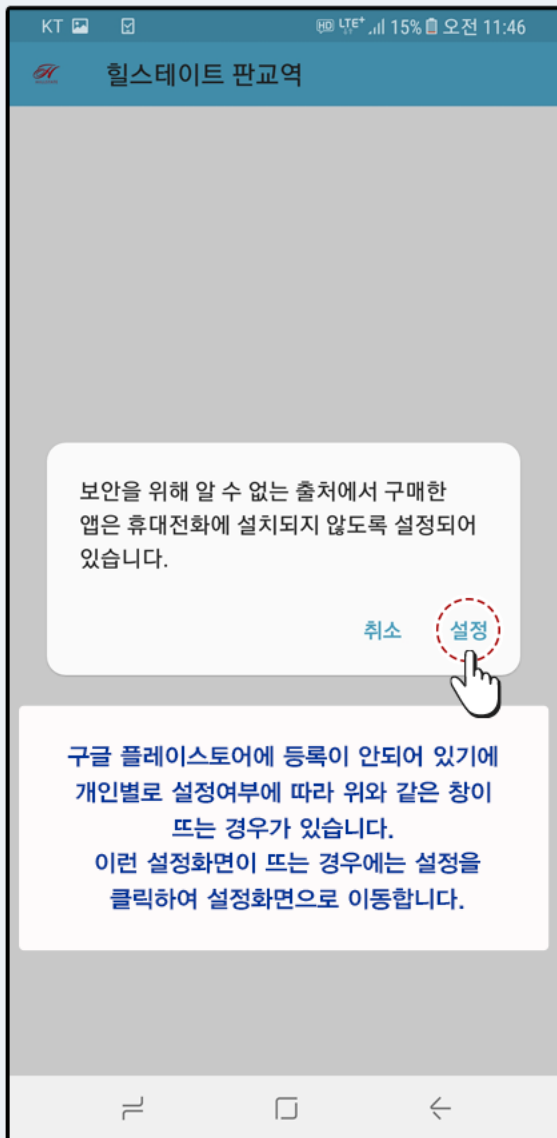 KT HD LTE+ 15% 오전 11:46
힐스테이트 판교역
보안을 위해 알 수 없는 출처에서 구매한
앱은 휴대전화에 설치되지 않도록 설정되어
있습니다.
취소 설정
구글 플레이스토어에 등록이 안되어 있기에
개인별로 설정여부에 따라 위와 같은 창이
뜨는 경우가 있습니다.
이런 설정화면이 뜨는 경우에는 설정을
클릭하여 설정화면으로 이동합니다.